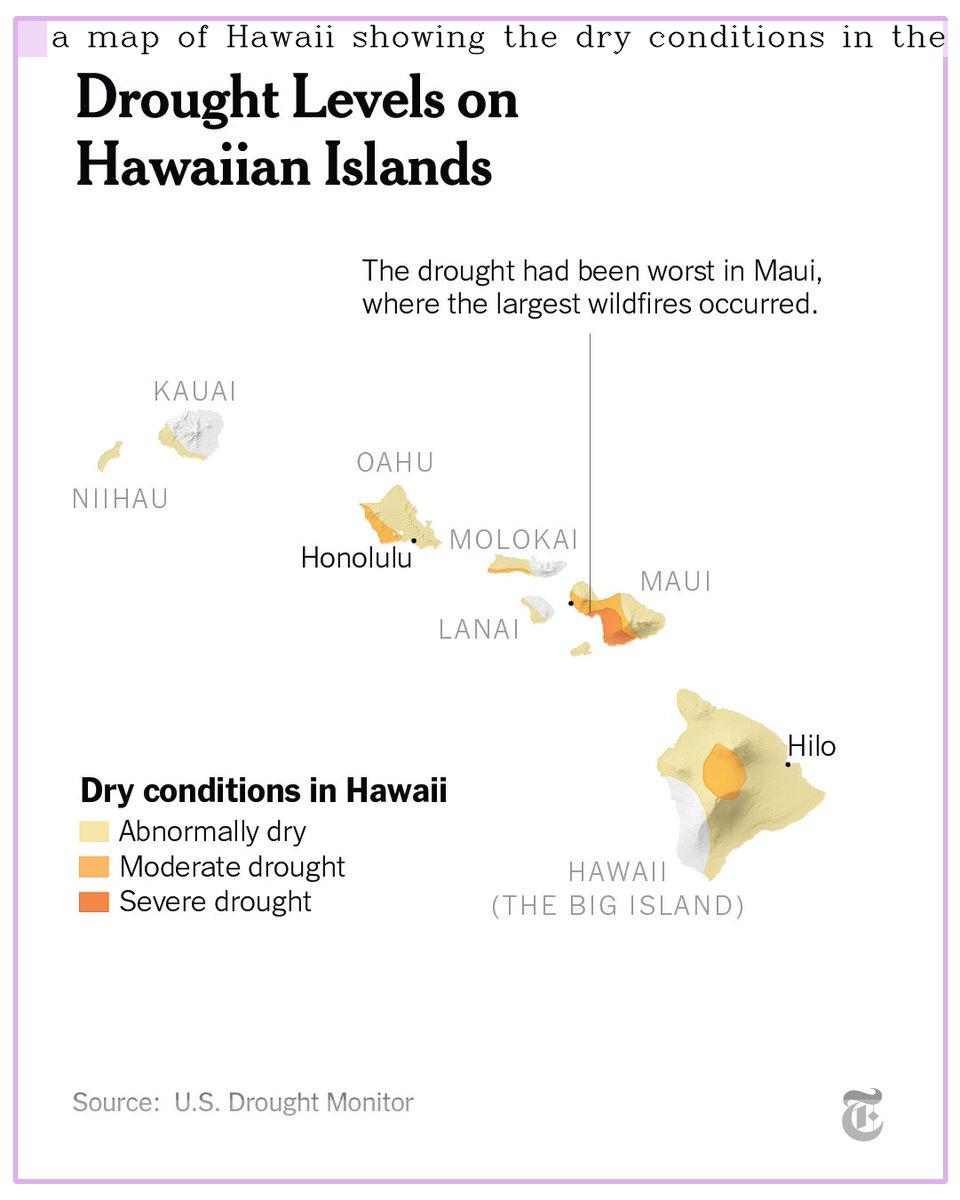 a map of Hawaii showing the dry conditions in the
Drought Levels on
Hawaiian Islands
The drought had been worst in Maui,
where the largest wildfires occurred.
KAUAI
NIIHAU
OAHU
Honolulu
MOLOKAI
MAUI
LANAI
Hilo
Dry conditions in Hawaii
Abnormally dry
Moderate drought
Severe drought
HAWAII
(THE BIG ISLAND)
Source: U.S. Drought Monitor
T